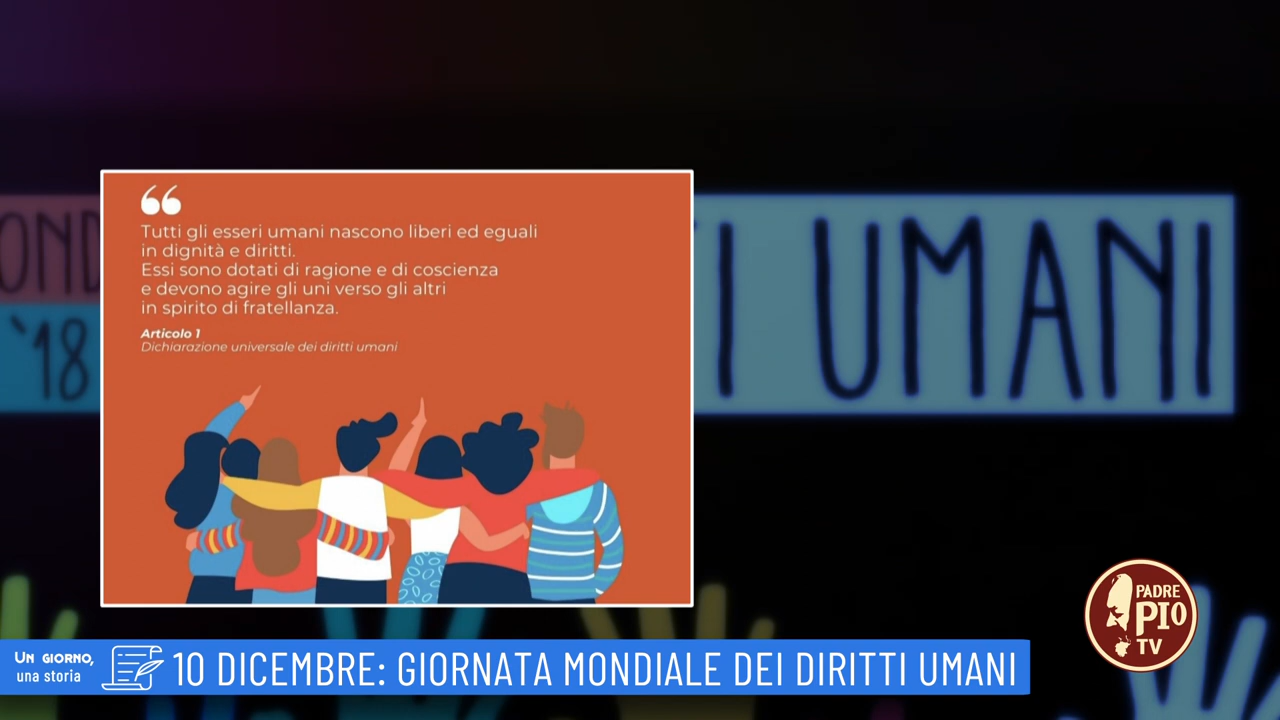 OND
'18
TI UMANI
Tutti gli esseri umani nascono liberi ed eguali
in dignità e diritti.
Essi sono dotati di ragione e di coscienza
e devono agire gli uni verso gli altri
in spirito di fratellanza.
Articolo 1
Dichiarazione universale dei diritti umani
PADRE
PIO
TV
UN GIORNO,
una storia
10 DICEMBRE: GIORNATA MONDIALE DEI DIRITTI UMANI